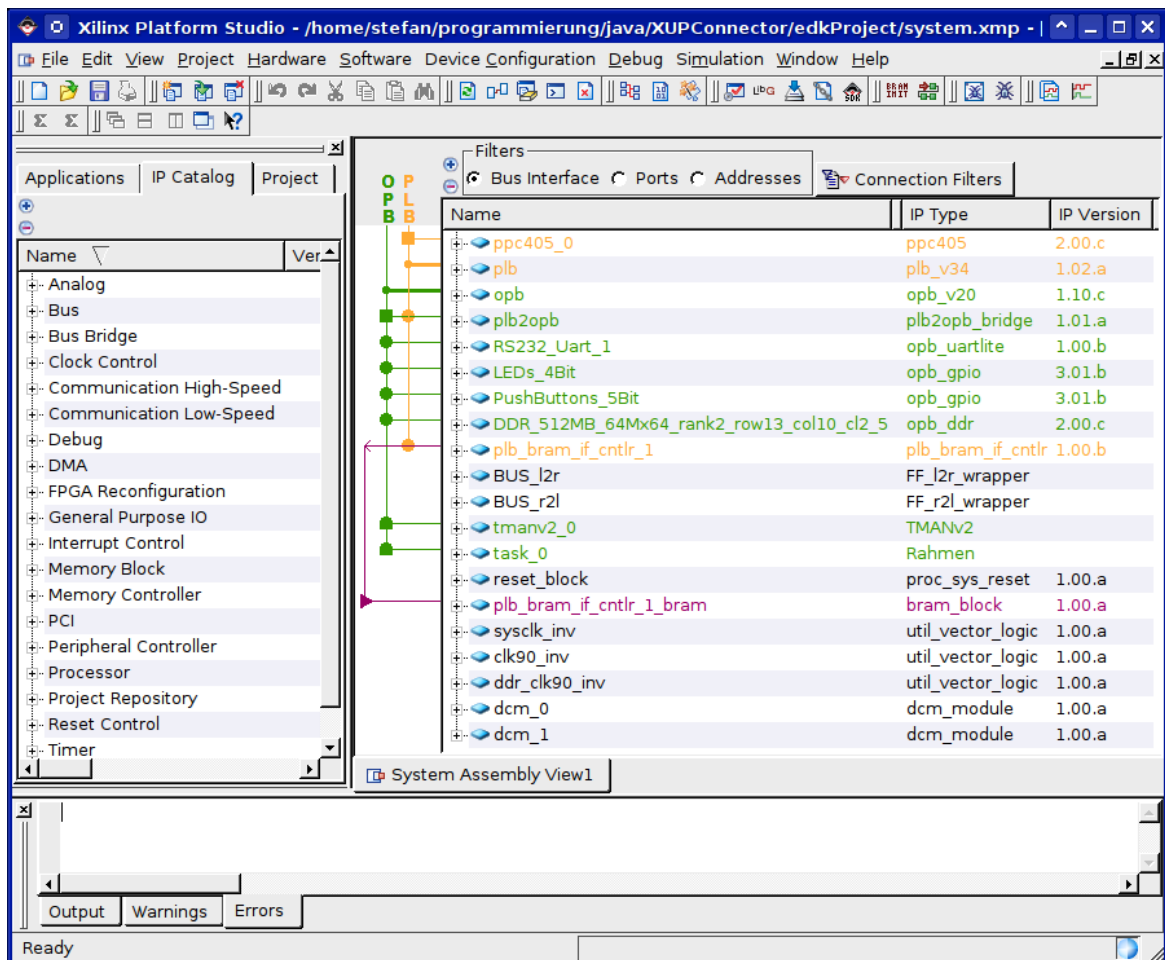 Xilinx Platform Studio - /home/stefan/programmierung/java/XUPConnector/edkProject/system.xmp - [
File Edit View Project Hardware Software Device Configuration Debug Simulation Window Help
Applications IP Catalog Project
Name Ver
Analog
Bus
Bus Bridge
Clock Control
Communication High-Speed
Communication Low-Speed
Debug
DMA
FPGA Reconfiguration
General Purpose IO
Interrupt Control
Memory Block
Memory Controller
PCI
Peripheral Controller
Processor
Project Repository
Reset Control
Timer
OPB PLB
Filters
Bus Interface Ports Addresses Connection Filters
Name IP Type IP Version
ppc405_0 ppc405 2.00.c
plb plb_v34 1.02.a
opb opb_v20 1.10.c
plb2opb plb2opb_bridge 1.01.a
RS232_Uart_1 opb_uartlite 1.00.b
LEDs_4Bit opb_gpio 3.01.b
PushButtons_5Bit opb_gpio 3.01.b
DDR_512MB_64Mx64_rank2_row13_col10_cl2_5 opb_ddr 2.00.c
plb_bram_if_cntlr_1 plb_bram_if_cntlr 1.00.b
BUS_l2r FF_l2r_wrapper
BUS_r2l FF_r2l_wrapper
tmanv2_0 TMANv2
task_0 Rahmen
reset_block proc_sys_reset 1.00.a
plb_bram_if_cntlr_1_bram bram_block 1.00.a
sysclk_inv util_vector_logic 1.00.a
clk90_inv util_vector_logic 1.00.a
ddr_clk90_inv util_vector_logic 1.00.a
dcm_0 dcm_module 1.00.a
dcm_1 dcm_module 1.00.a
System Assembly View1
Output Warnings Errors
Ready